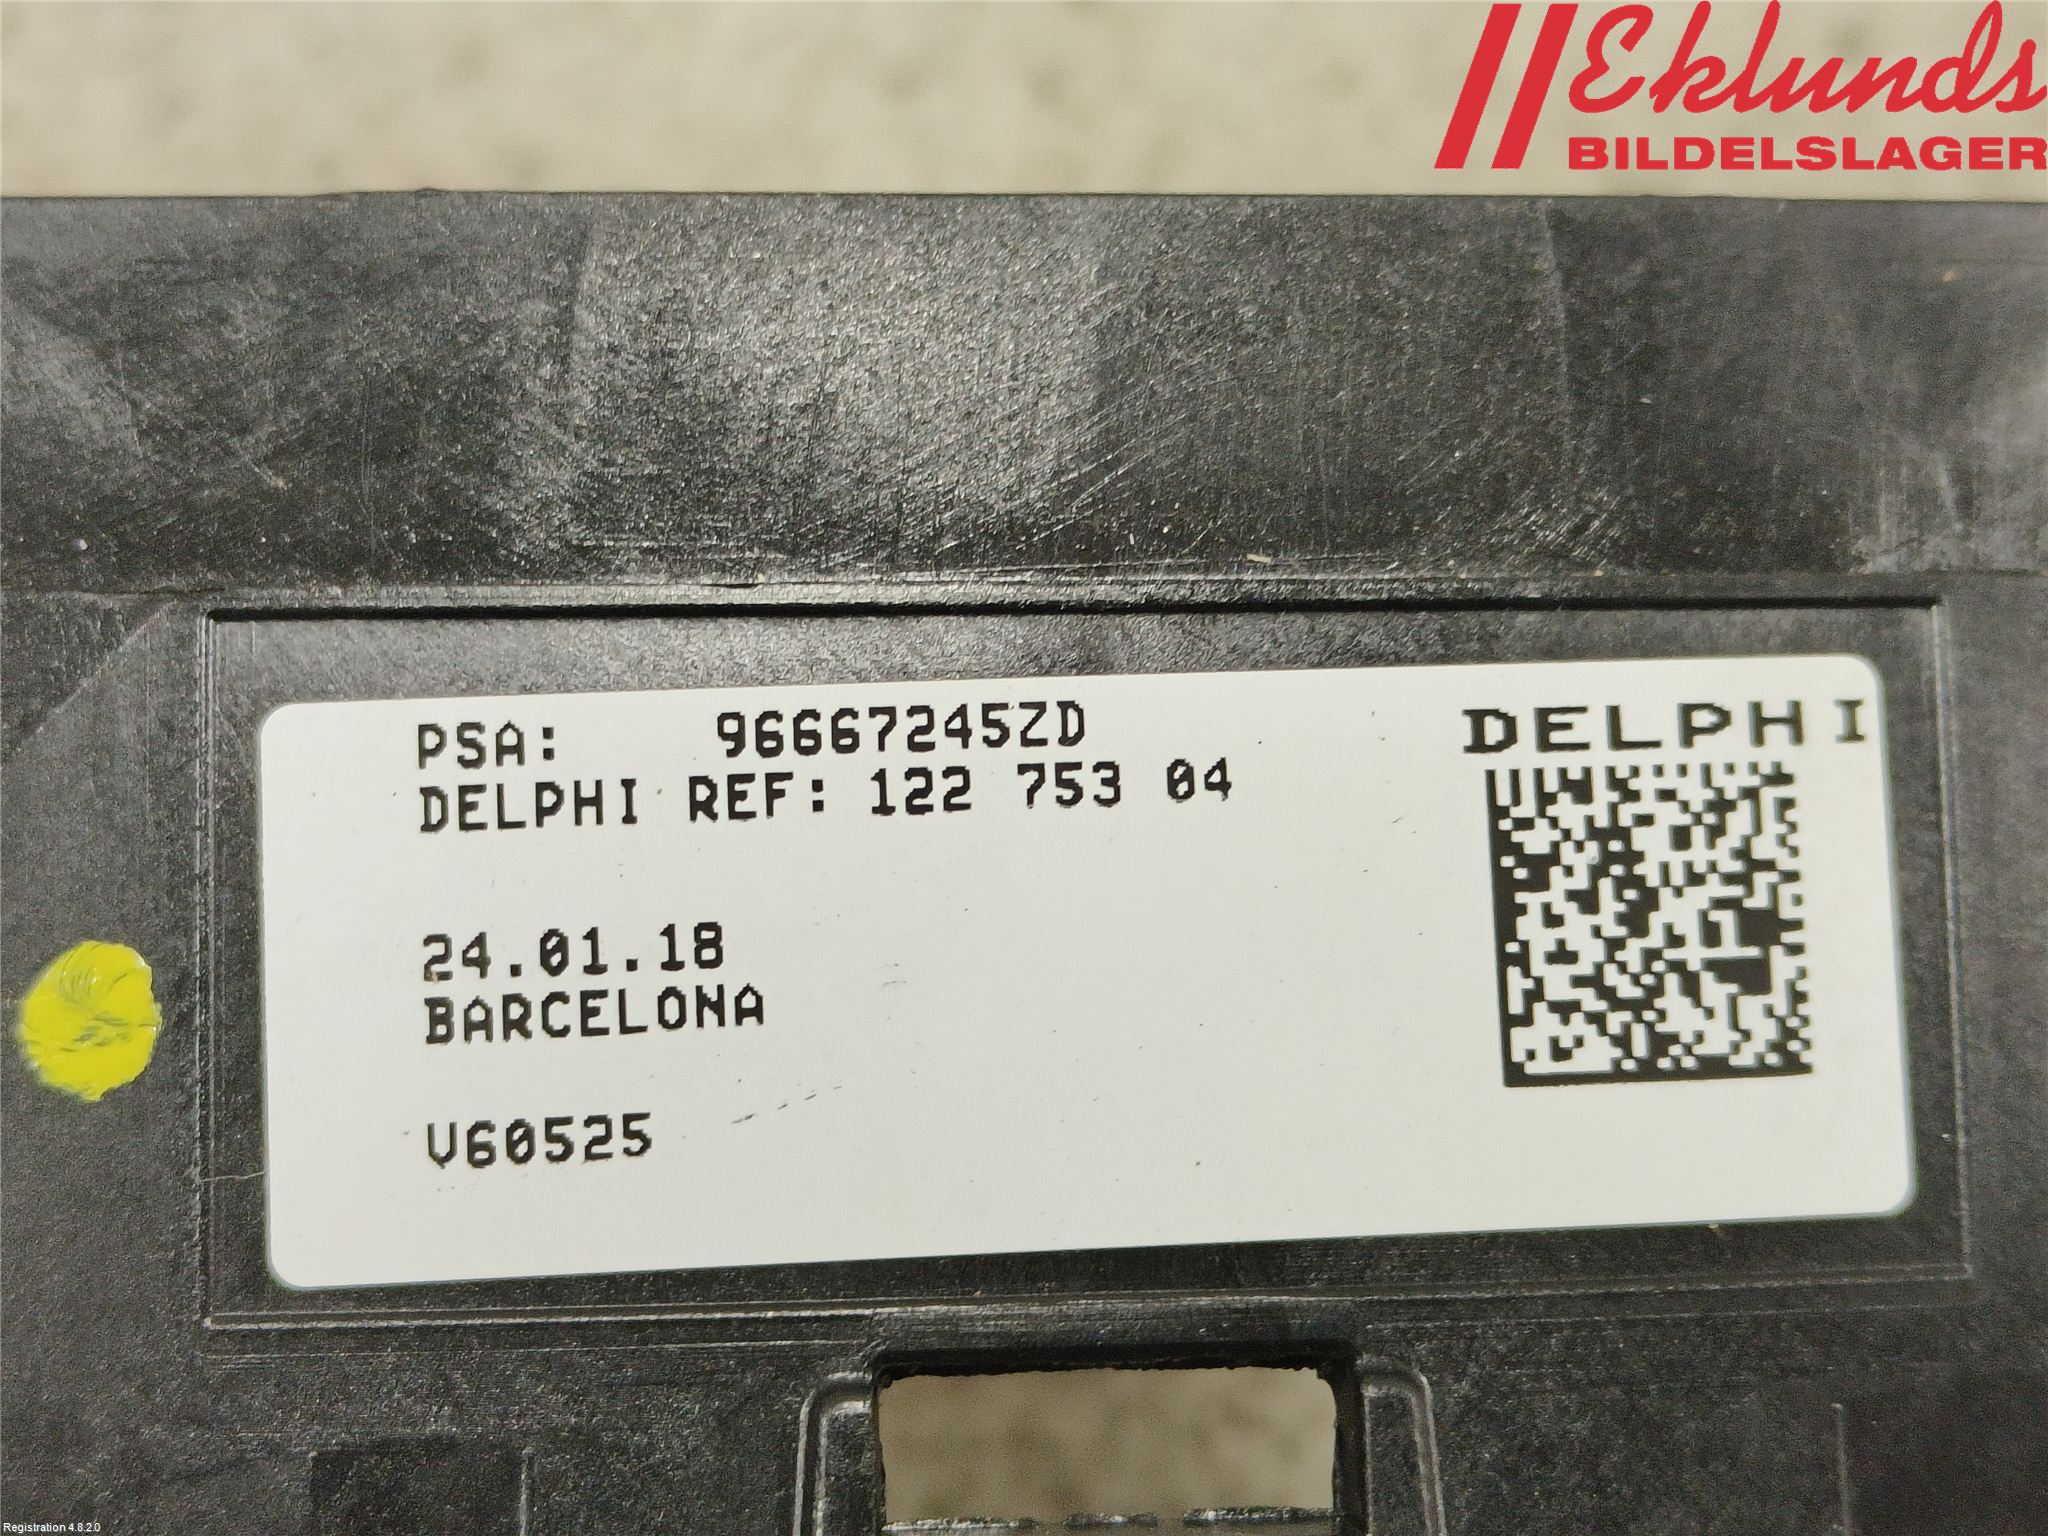 Eklunds
BILDELSLAGER
PSA: 96667245ZD
DELPHI
DELPHI REF: 122 753 04
24.01.18
BARCELONA
V60525
Registration 4.8.2.0